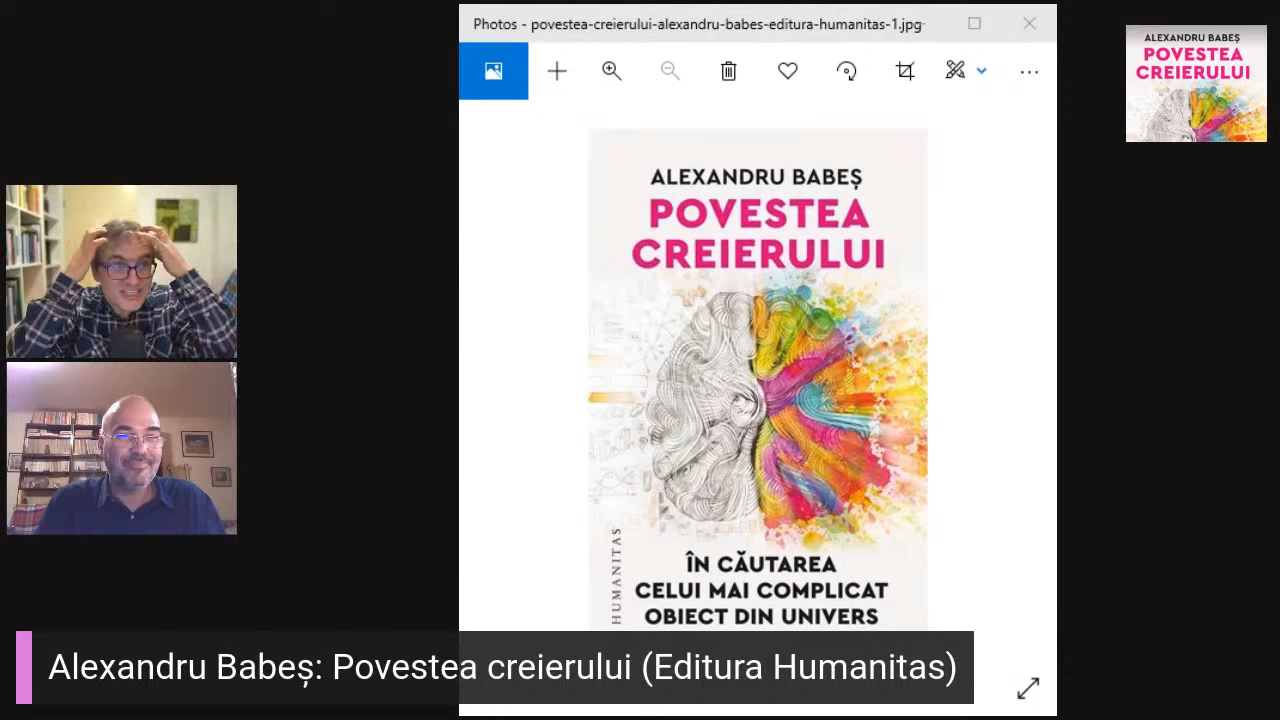 Photos - povestea-creierului-alexandru-babes-editura-humanitas-1.jpg
ALEXANDRU BABEȘ
POVESTEA
CREIERULUI
ALEXANDRU BABEȘ
POVESTEA
CREIERULUI
HUMANITAS
ÎN CĂUTAREA
CELUI MAI COMPLICAT
OBIECT DIN UNIVERS
Alexandru Babeș: Povestea creierului (Editura Humanitas)